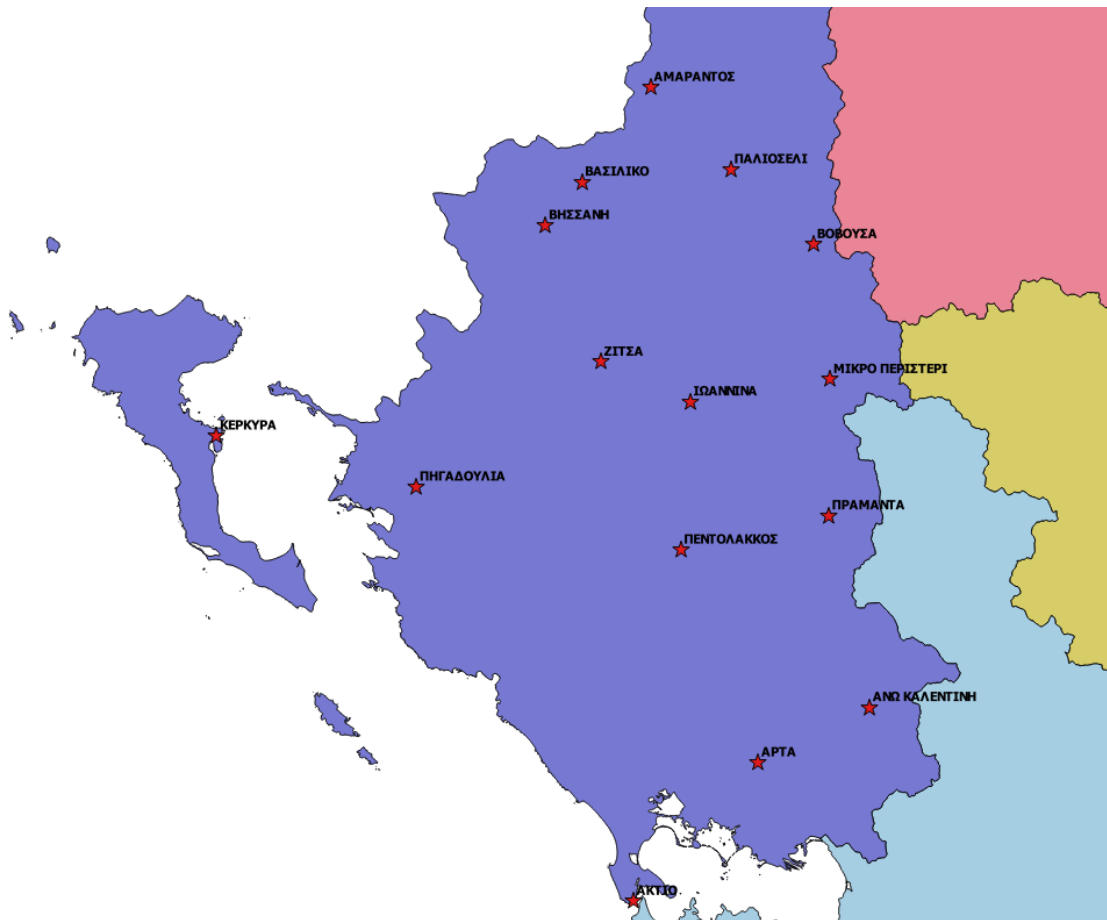 ΑΜΑΡΑΝΤΟΣ
ΠΑΛΙΟΣΕΛΙ
ΒΑΣΙΛΙΚΟ
ΒΗΣΣΑΝΗ
ΒΟΒΟΥΣΑ
ΖΙΤΣΑ
ΜΙΚΡΟ ΠΕΡΙΣΤΕΡΙ
ΙΩΑΝΝΙΝΑ
ΚΕΡΚΥΡΑ
ΠΗΓΑΔΟΥΛΙΑ
ΠΡΑΜΑΝΤΑ
ΠΕΝΤΟΛΑΚΚΟΣ
ΑΝΩ ΚΑΛΕΝΤΙΝΗ
ΑΡΤΑ
ΑΚΤΙΟ